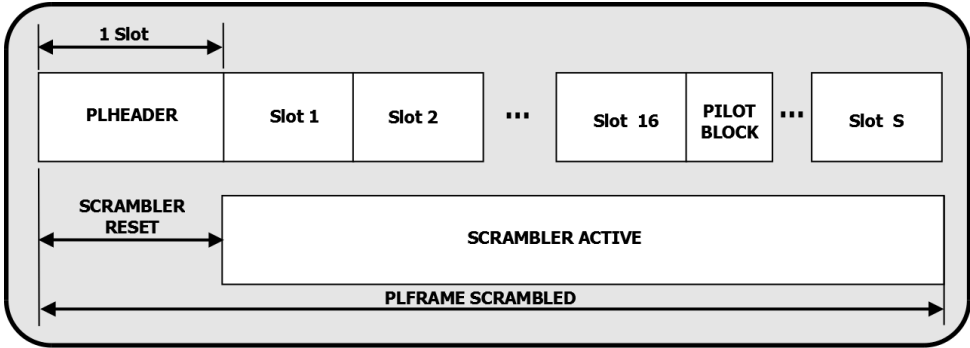 1 Slot
PLHEADER
Slot 1
Slot 2
...
Slot 16
PILOT
BLOCK
...
Slot S
SCRAMBLER
RESET
SCRAMBLER ACTIVE
PLFRAME SCRAMBLED